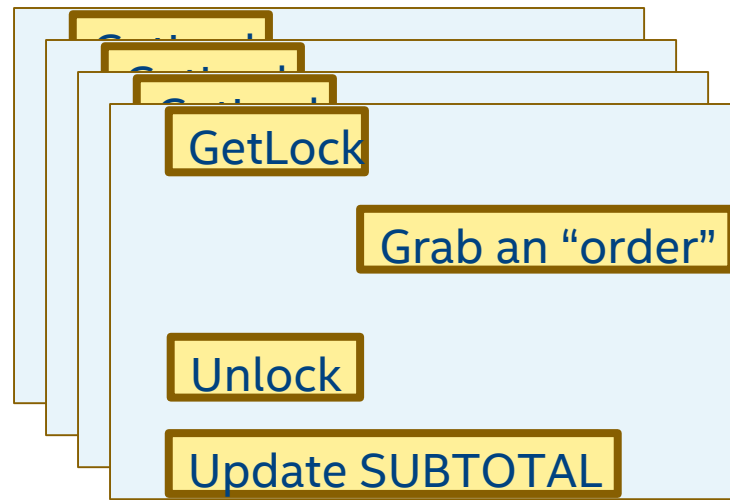 GetLock
Grab an “order”
Unlock
Update SUBTOTAL